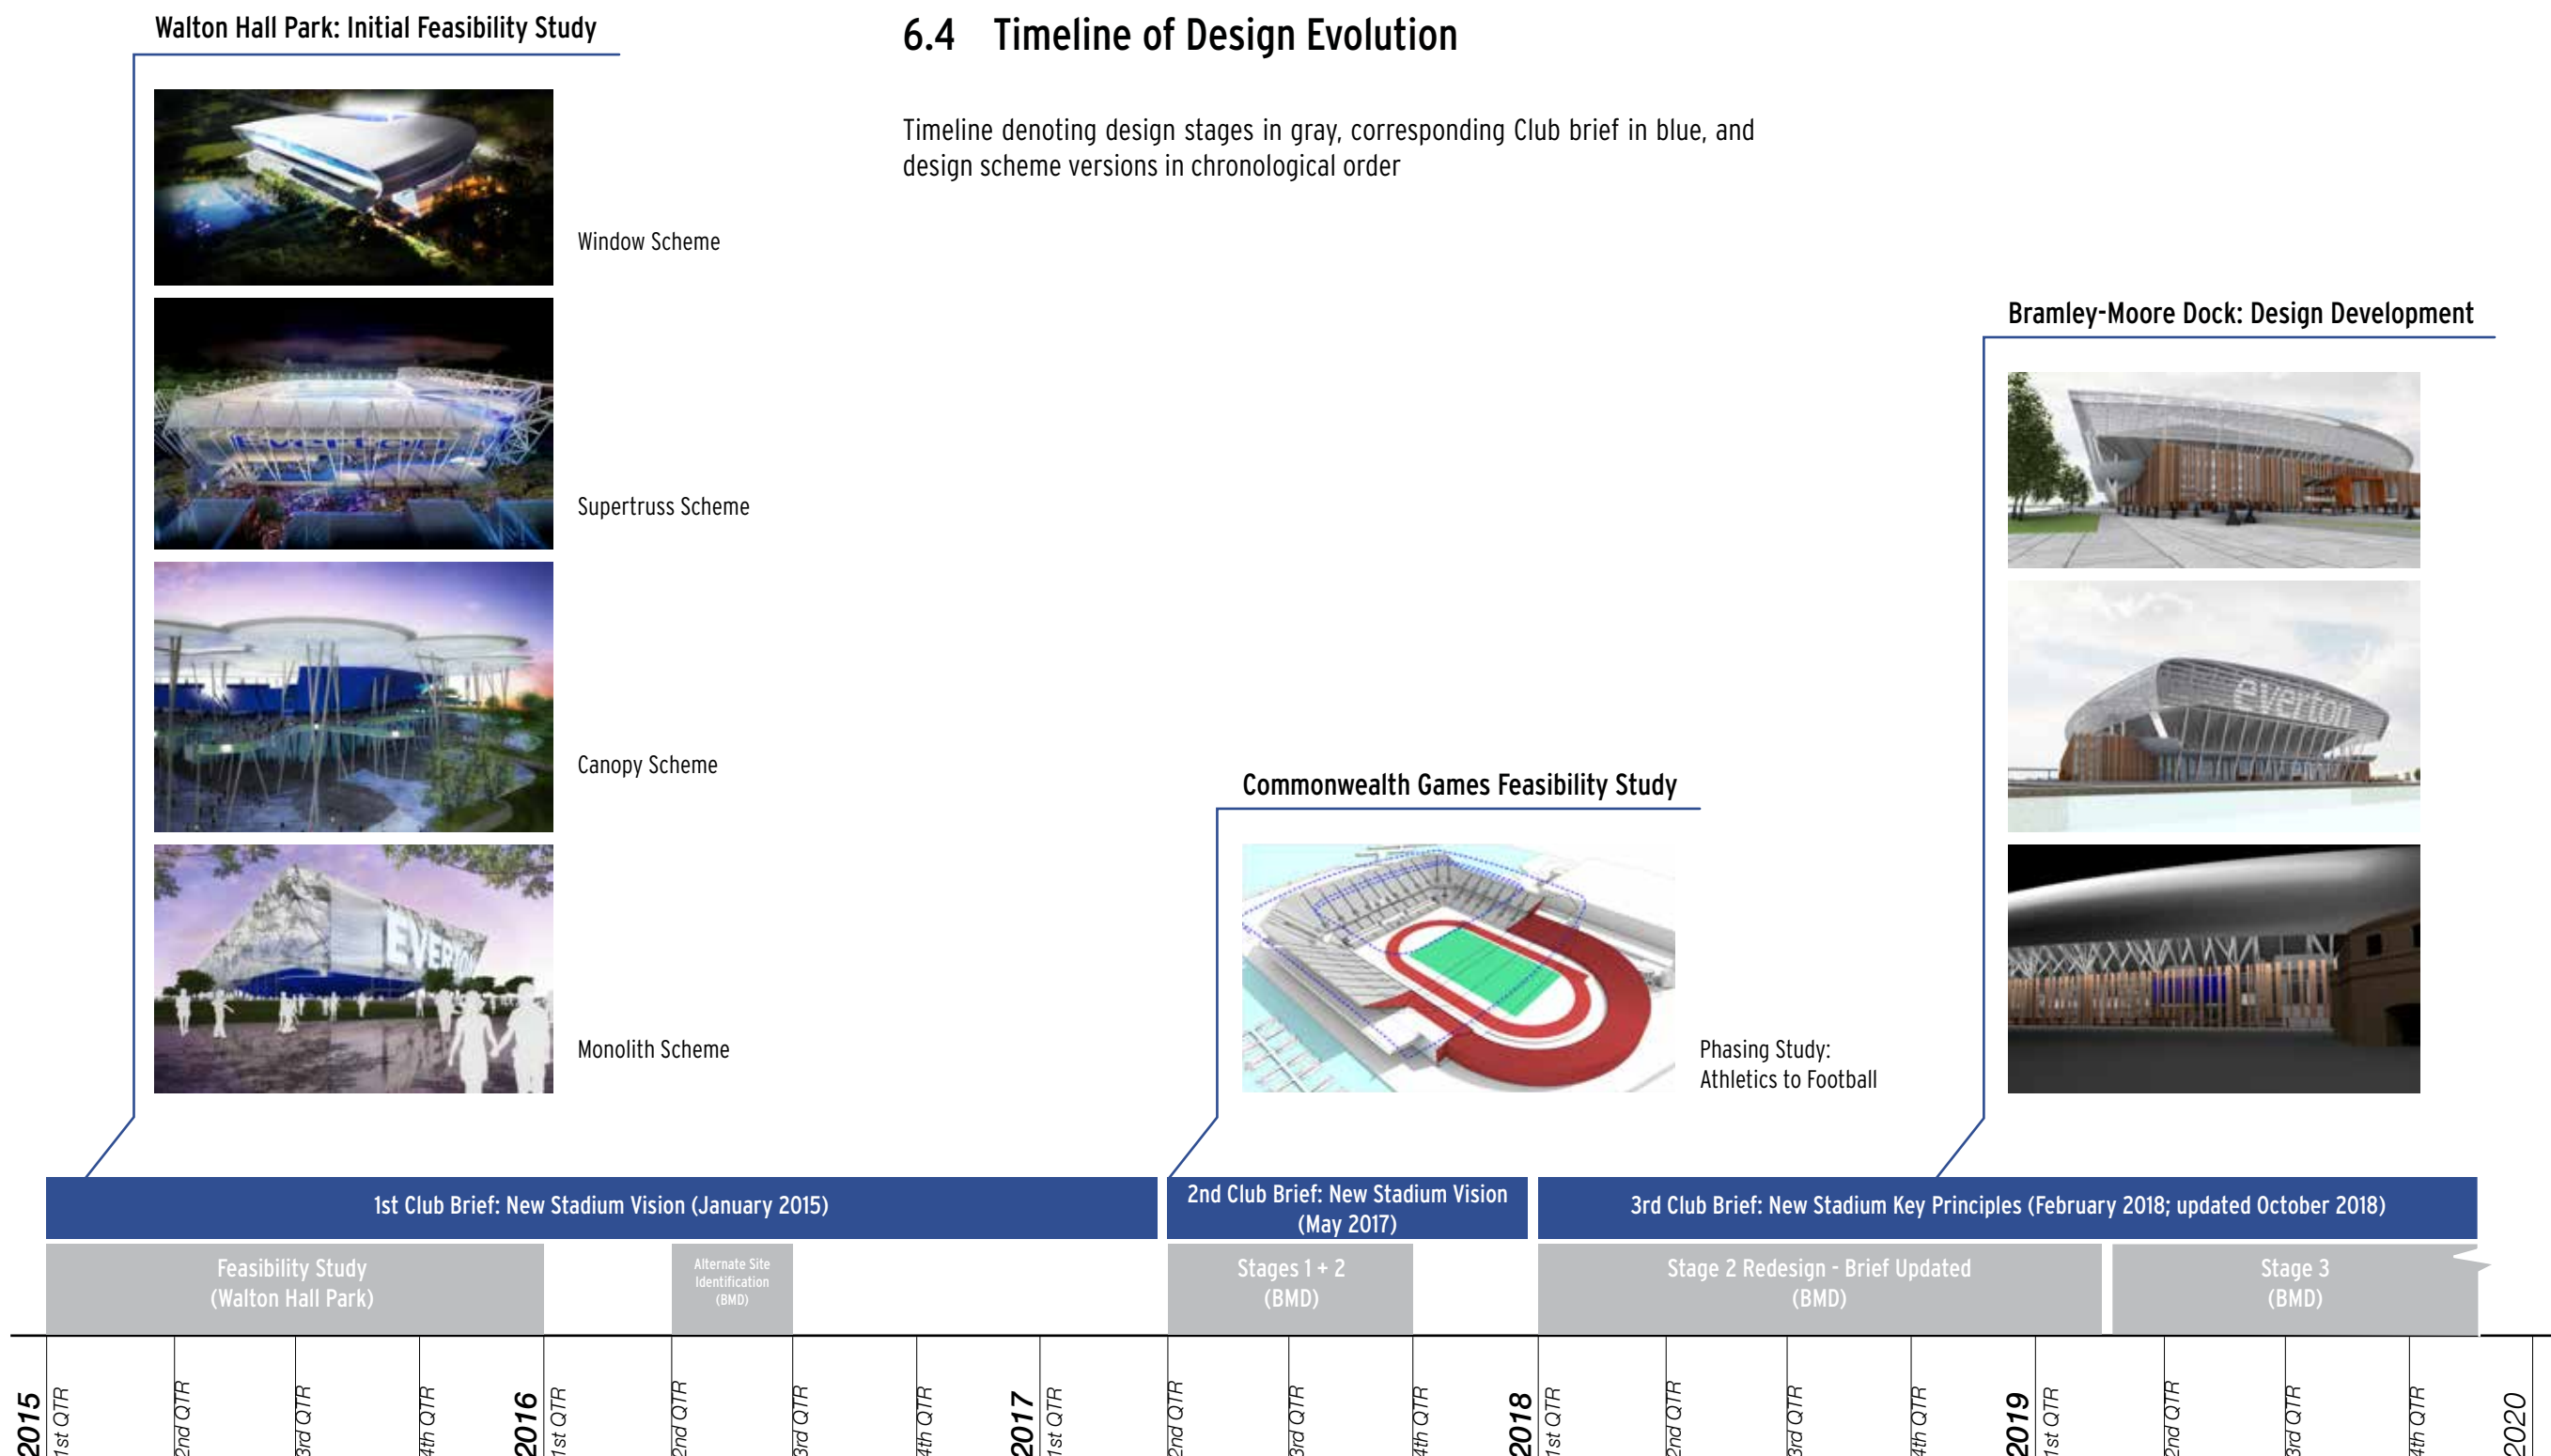 Walton Hall Park: Initial Feasibility Study
6.4 Timeline of Design Evolution
Timeline denoting design stages in gray, corresponding Club brief in blue, and
design scheme versions in chronological order
Window Scheme
Everton
Supertruss Scheme
Canopy Scheme
EVERTON
Monolith Scheme
Commonwealth Games Feasibility Study
Phasing Study:
Athletics to Football
Bramley-Moore Dock: Design Development
everton
1st Club Brief: New Stadium Vision (January 2015)
2nd Club Brief: New Stadium Vision
(May 2017)
3rd Club Brief: New Stadium Key Principles (February 2018; updated October 2018)
Feasibility Study
(Walton Hall Park)
Alternate Site
Identification
(BMD)
Stages 1 + 2
(BMD)
Stage 2 Redesign - Brief Updated
(BMD)
Stage 3
(BMD)
2015
1st QTR
2nd QTR
3rd QTR
4th QTR
2016
1st QTR
2nd QTR
3rd QTR
4th QTR
2017
1st QTR
2nd QTR
3rd QTR
4th QTR
2018
1st QTR
2nd QTR
3rd QTR
4th QTR
2019
1st QTR
2nd QTR
3rd QTR
4th QTR
2020